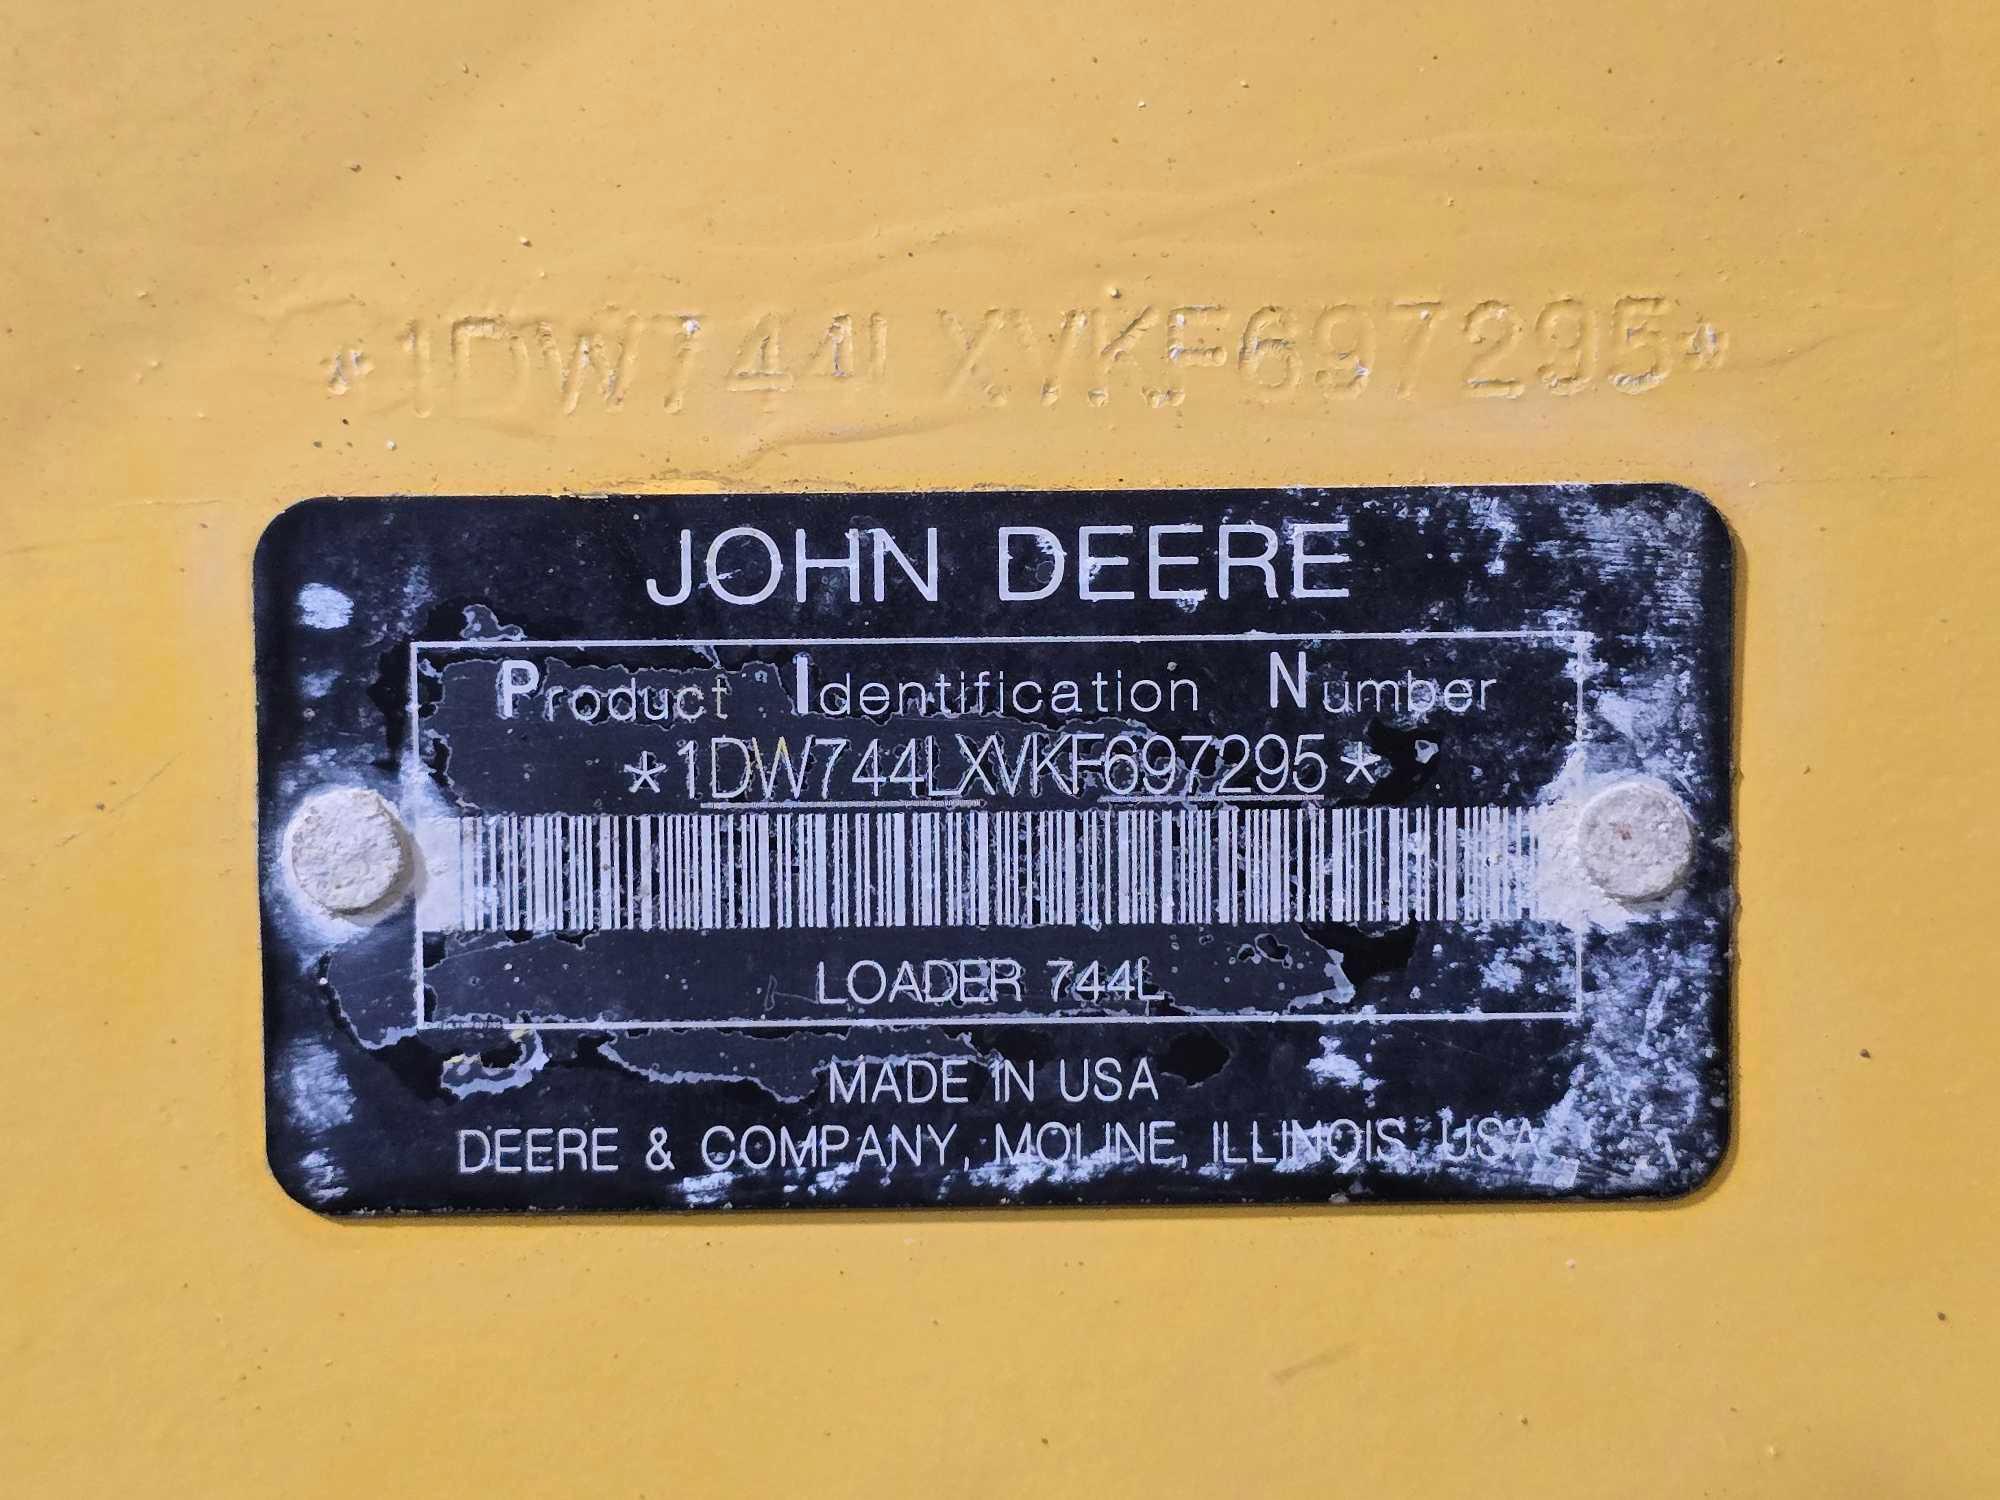 *1DW744LXVKF697295*
JOHN DEERE
Product Identification Number
*1DW744LXVKF697295*
LOADER 744L
MADE IN USA
DEERE & COMPANY, MOLINE, ILLINOIS, USA